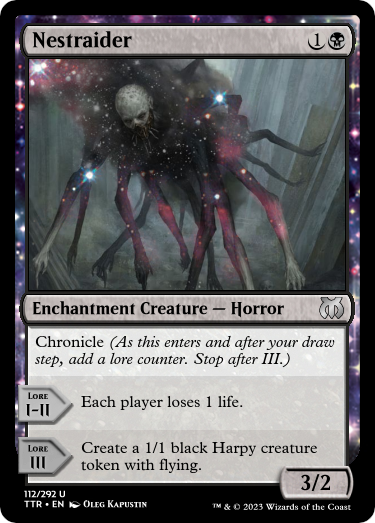 Nestraider 1
Enchantment Creature — Horror
Chronicle (As this enters and after your draw
step, add a lore counter. Stop after III.)
LORE
I–II
Each player loses 1 life.
LORE
III
Create a 1/1 black Harpy creature
token with flying.
3/2
112/292 U
TTR • EN Oleg Kapustin
™ & © 2023 Wizards of the Coast